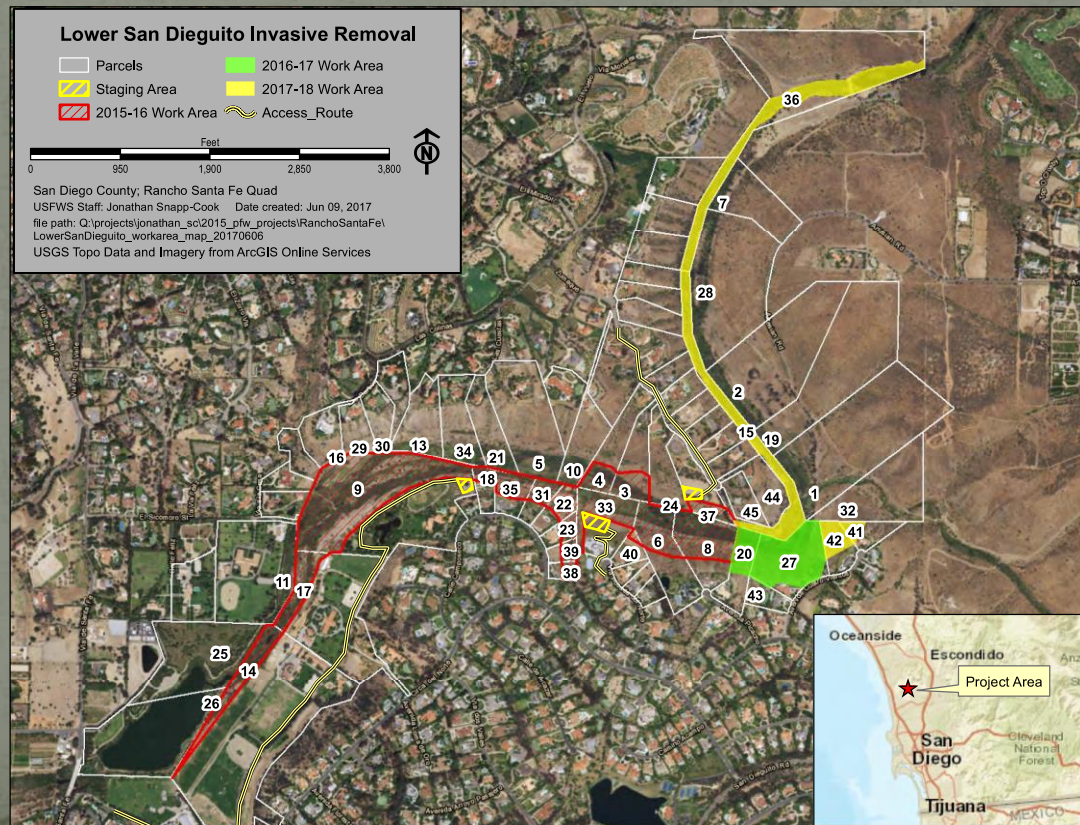 Lower San Dieguito Invasive Removal
Parcels
2016-17 Work Area
Staging Area
2017-18 Work Area
2015-16 Work Area
Access_Route
Feet
0 950 1,900 2,850 3,800
N
San Diego County; Rancho Santa Fe Quad
USFWS Staff: Jonathan Snapp-Cook Date created: Jun 09, 2017
file path: Q:\projects\jonathan_sc\2015_pfw_projects\RanchoSantaFe\
LowerSanDieguito_workarea_map_20170606
USGS Topo Data and Imagery from ArcGIS Online Services
36
7
28
2
15
19
1
44
45
32
41
42
27
20
43
37
24
8
6
3
4
33
40
10
5
31
22
23
39
38
35
18
21
34
13
30
29
16
9
11
17
25
14
26
El Mirador
San Dieguito Rd
Oceanside
Escondido
Project Area
San
Diego
Cleveland
National
Forest
Tijuana
MEXICO